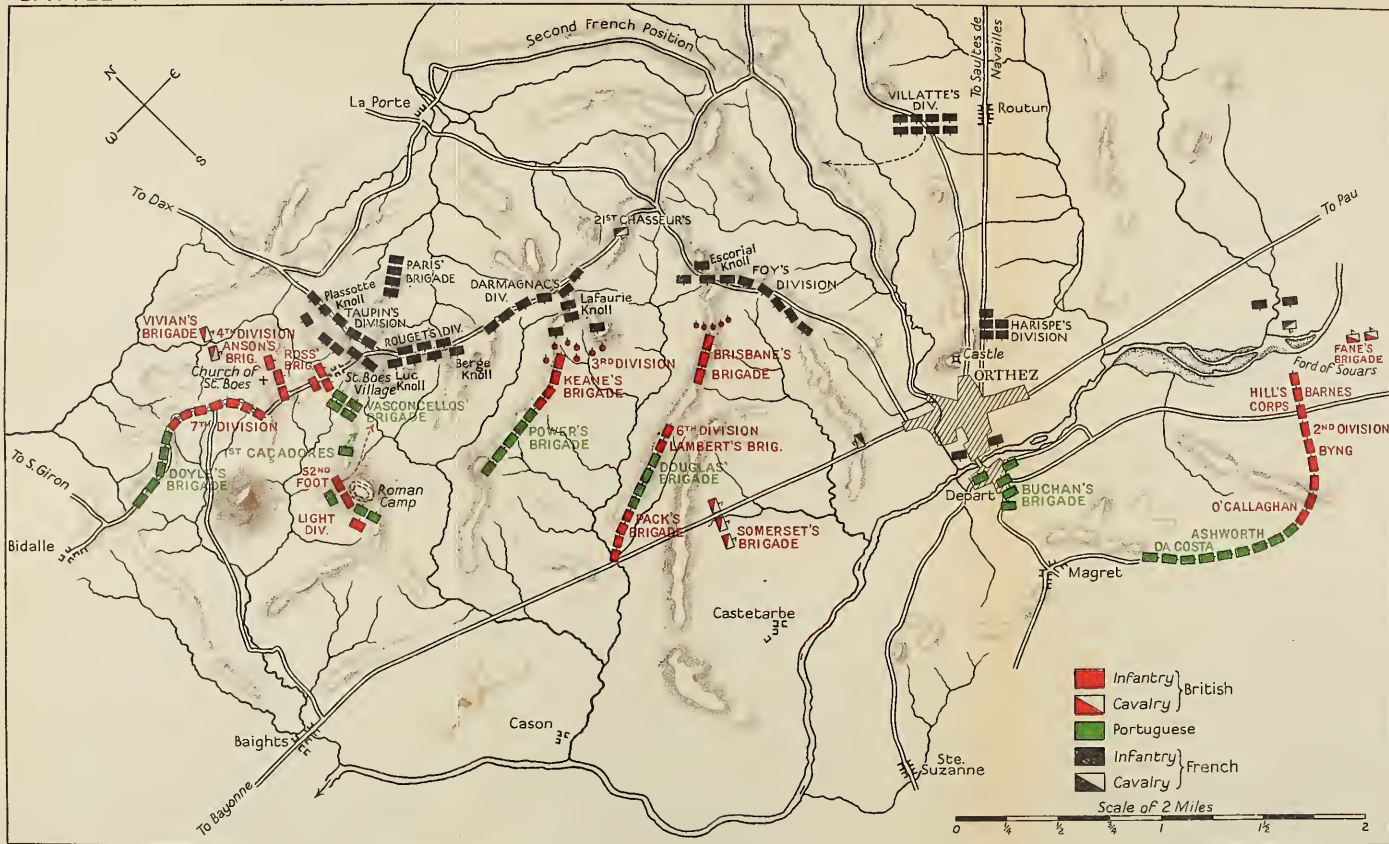 Second French Position
To Saultes de
Navailles
N
E
W
S
La Porte
VILLATTE'S
DIV.
Routun
To Dax
To Pau
21ST CHASSEUR'S
PARIS'
BRIGADE
Plassotte
Knoll
TAUPIN'S
DIVISION
DARMAGNAC'S
DIV.
Lafaurie
Knoll
Escorial
Knoll
FOY'S
DIVISION
VIVIAN'S
BRIGADE
4TH DIVISION
ANSON'S
BRIG.
Church of
St. Boes
ROSS'
BRIG.
ROUGET'S DIV.
St. Boes
Village
Luc
Knoll
Berge
Knoll
3RD DIVISION
KEANE'S
BRIGADE
BRISBANE'S
BRIGADE
HARISPE'S
DIVISION
Castle
ORTHEZ
FANE'S
BRIGADE
Ford of Souars
HILL'S
CORPS
BARNES
2ND DIVISION
BYNG
O'CALLAGHAN
7TH DIVISION
VASCONCELLOS'
BRIGADE
1ST CAÇADORES
POWER'S
BRIGADE
6TH DIVISION
LAMBERT'S BRIG.
DOUGLAS'
BRIGADE
To S. Giron
DOYLE'S
BRIGADE
52ND
FOOT
Roman
Camp
LIGHT
DIV.
PACK'S
BRIGADE
SOMERSET'S
BRIGADE
Depart
BUCHAN'S
BRIGADE
ASHWORTH
DA COSTA
Bidalle
Magret
Castetarbe
Baights
Cason
Ste.
Suzanne
To Bayonne
Infantry
Cavalry
British
Portuguese
Infantry
Cavalry
French
Scale of 2 Miles
0 1/4 1/2 3/4 1 1½ 2